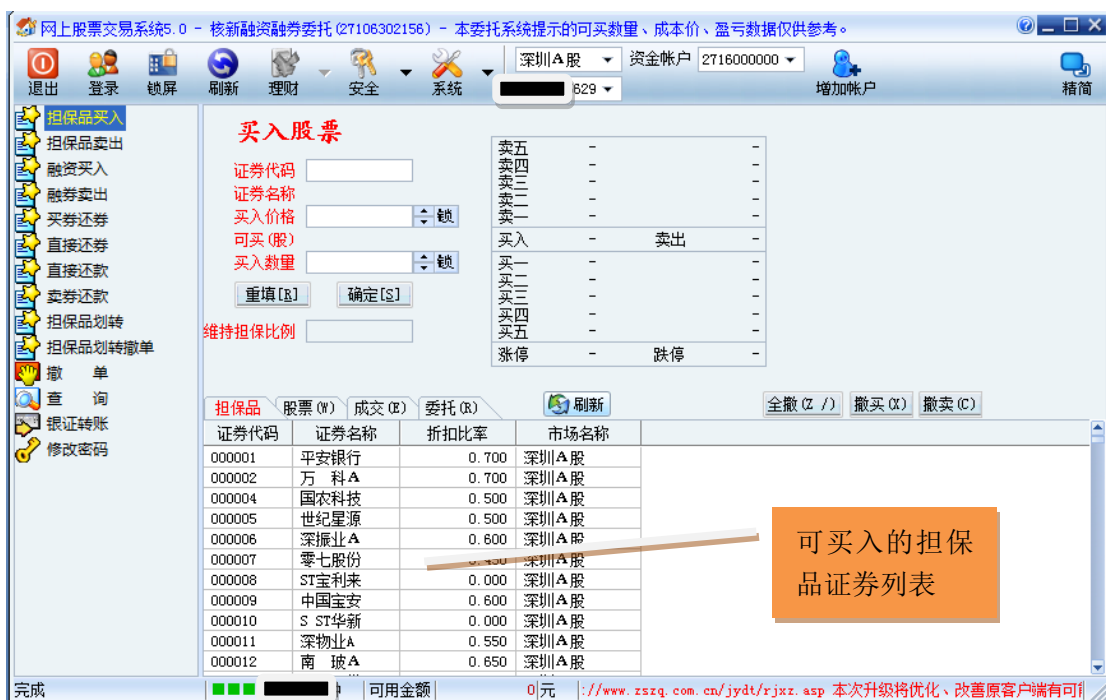 网上股票交易系统5.0 - 核新融资融券委托(27106302156) - 本委托系统提示的可买数量、成本价、盈亏数据仅供参考。
退出 登录 锁屏 刷新 理财 安全 系统 深圳A股 资金帐户 2716000000 629 增加帐户 精简
担保品买入
担保品卖出
融资买入
融券卖出
买券还券
直接还券
直接还款
卖券还款
担保品划转
担保品划转撤单
撤 单
查 询
银证转账
修改密码
买入股票
证券代码
证券名称
买入价格 锁
可买(股)
买入数量 锁
重填[R] 确定[S]
维持担保比例
卖五 - -
卖四 - -
卖三 - -
卖二 - -
卖一 - -
买入 - 卖出 -
买一 - -
买二 - -
买三 - -
买四 - -
买五 - -
涨停 - 跌停 -
担保品 股票(W) 成交(E) 委托(R) 刷新 全撤(Z /) 撤买(X) 撤卖(C)
证券代码 证券名称 折扣比率 市场名称
000001 平安银行 0.700 深圳A股
000002 万 科A 0.700 深圳A股
000004 国农科技 0.500 深圳A股
000005 世纪星源 0.500 深圳A股
000006 深振业A 0.600 深圳A股
000007 零七股份 深圳A股
000008 ST宝利来 0.000 深圳A股
000009 中国宝安 0.600 深圳A股
000010 S ST华新 0.000 深圳A股
000011 深物业A 0.550 深圳A股
000012 南 玻A 0.650 深圳A股
可买入的担保
品证券列表
完成 可用金额 0元 ://www.zszq.com.cn/jydt/rjxz.asp 本次升级将优化、改善原客户端有可